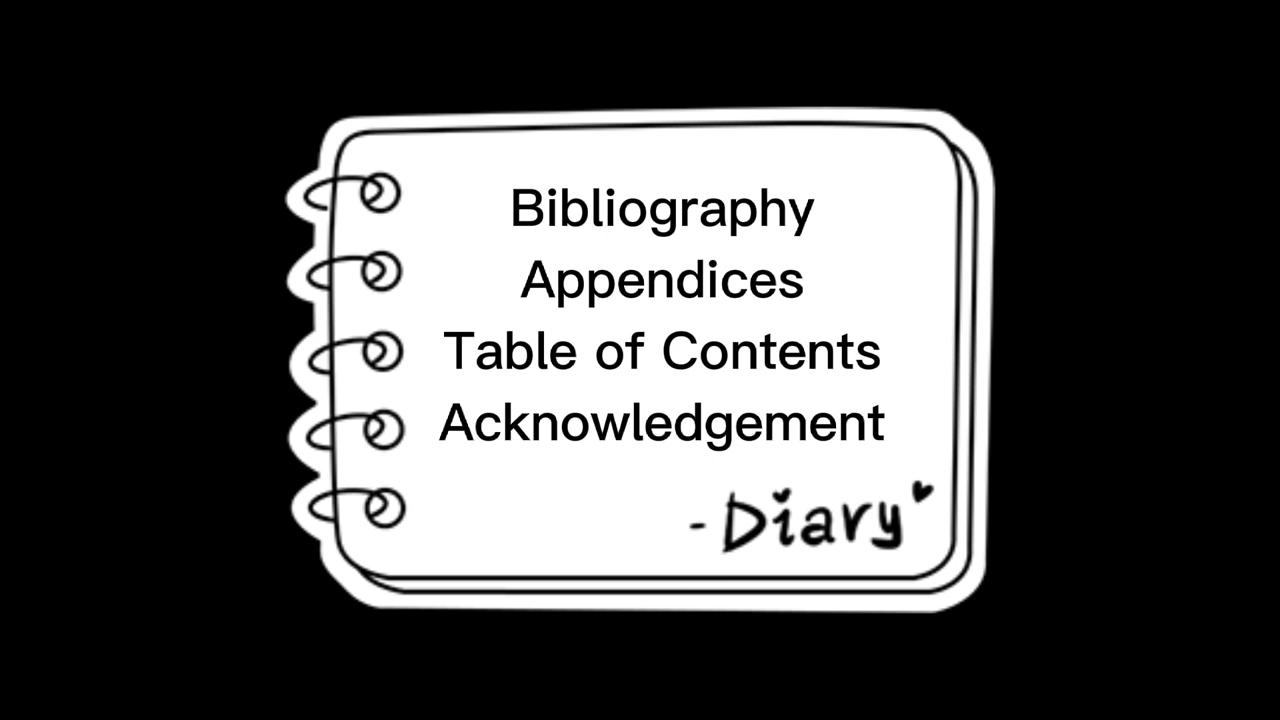 Bibliography
Appendices
Table of Contents
Acknowledgement
-Diary